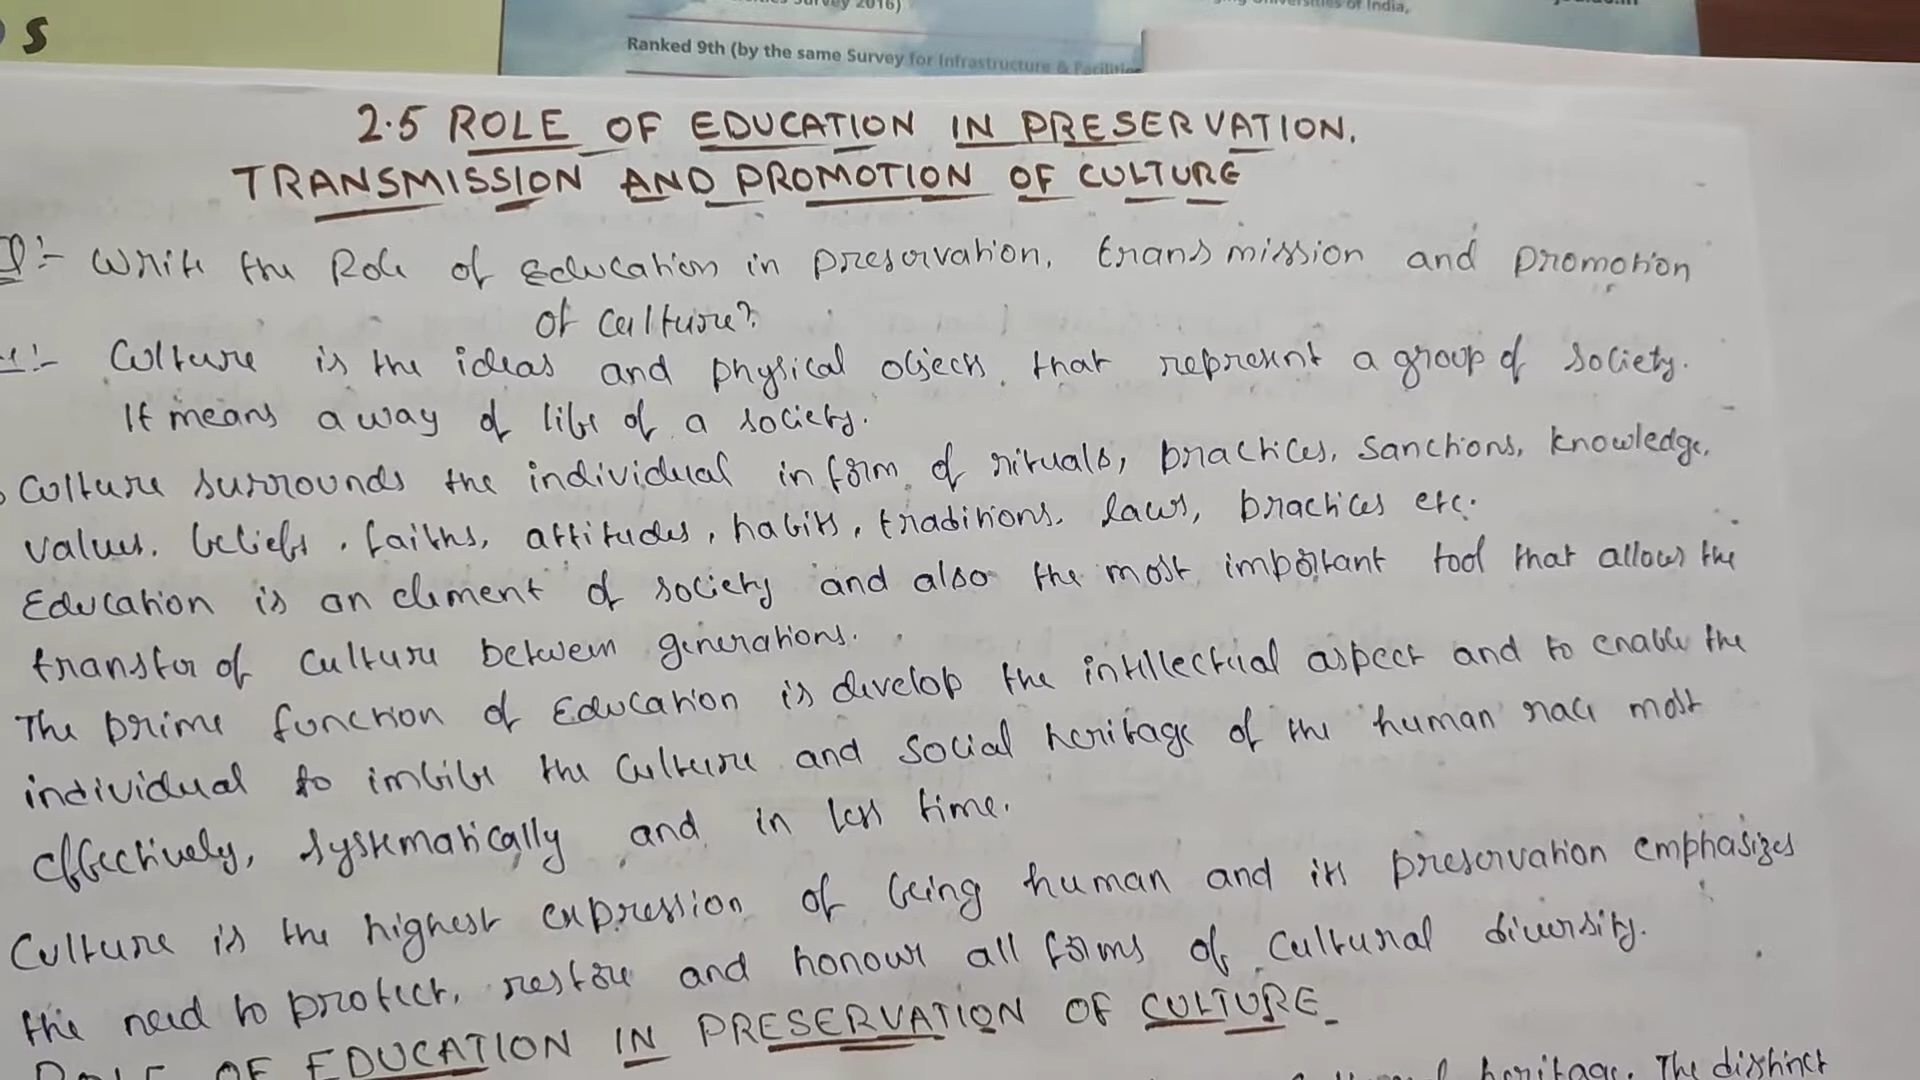 s
Survey 2016)
Universities of India,
Ranked 9th (by the same Survey for Infrastructure & Facilities
2.5 ROLE OF EDUCATION IN PRESERVATION,
TRANSMISSION AND PROMOTION OF CULTURE
Q:- Write the Role of Education in preservation, transmission and promotion
of culture?
:- Culture is the ideas and physical objects that represent a group of society.
It means a way of life of a society.
Culture surrounds the individual in form of rituals, practices, sanctions, knowledge,
values, beliefs, faiths, attitudes, habits, traditions, laws, practices etc.
Education is an element of society and also the most important tool that allows the
transfer of culture between generations.
The prime function of Education is develop the intellectual aspect and to enable the
individual to imbibe the culture and social heritage of the human race most
effectively, systematically and in less time.
Culture is the highest expression of being human and its preservation emphasizes
the need to protect, restore and honour all forms of cultural diversity.
ROLE OF EDUCATION IN PRESERVATION OF CULTURE
heritage. The distinct